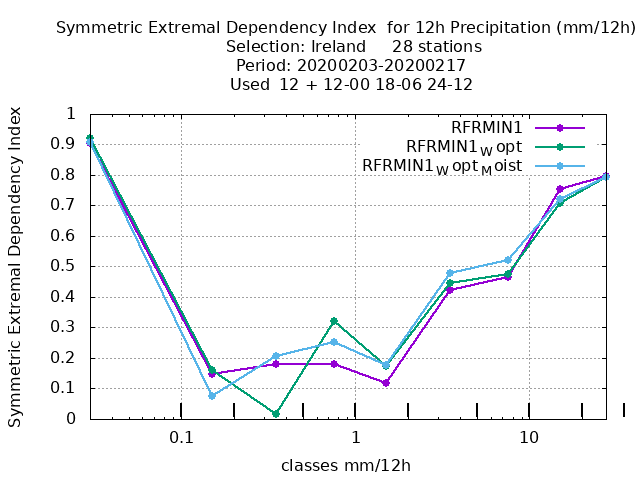 Symmetric Extremal Dependency Index  for 12h Precipitation (mm/12h)
Selection: Ireland     28 stations
Period: 20200203-20200217
Used  12 + 12-00 18-06 24-12
Symmetric Extremal Dependency Index
1
0.9
0.8
0.7
0.6
0.5
0.4
0.3
0.2
0.1
0
RFRMIN1
RFRMIN1W opt
RFRMIN1W optM oist
0.1 1 10
classes mm/12h